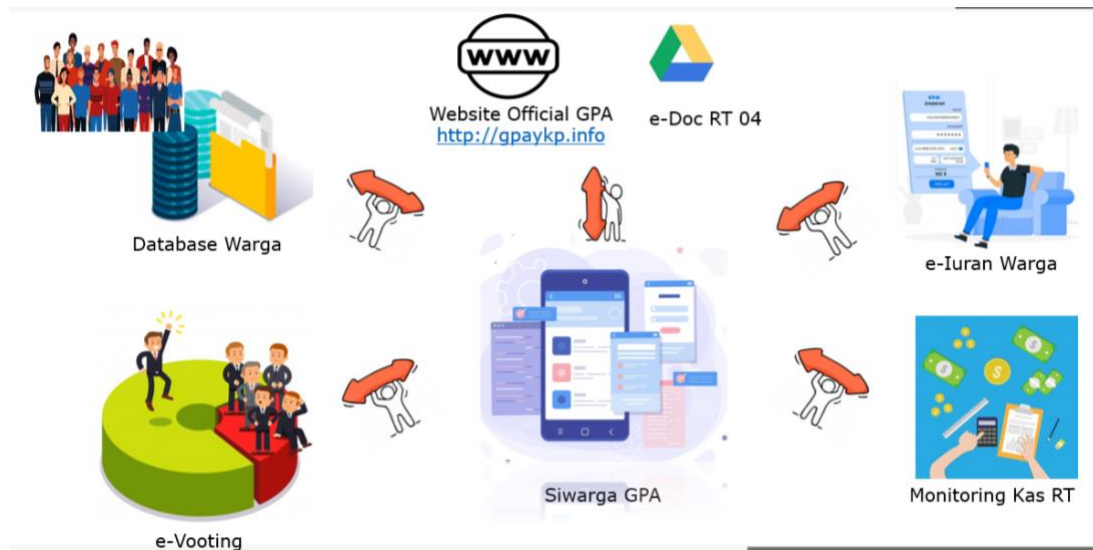 WWW
Website Official GPA
http://gpaykp.info
e-Doc RT 04
Database Warga
e-Iuran Warga
Siwarga GPA
e-Vooting
Monitoring Kas RT